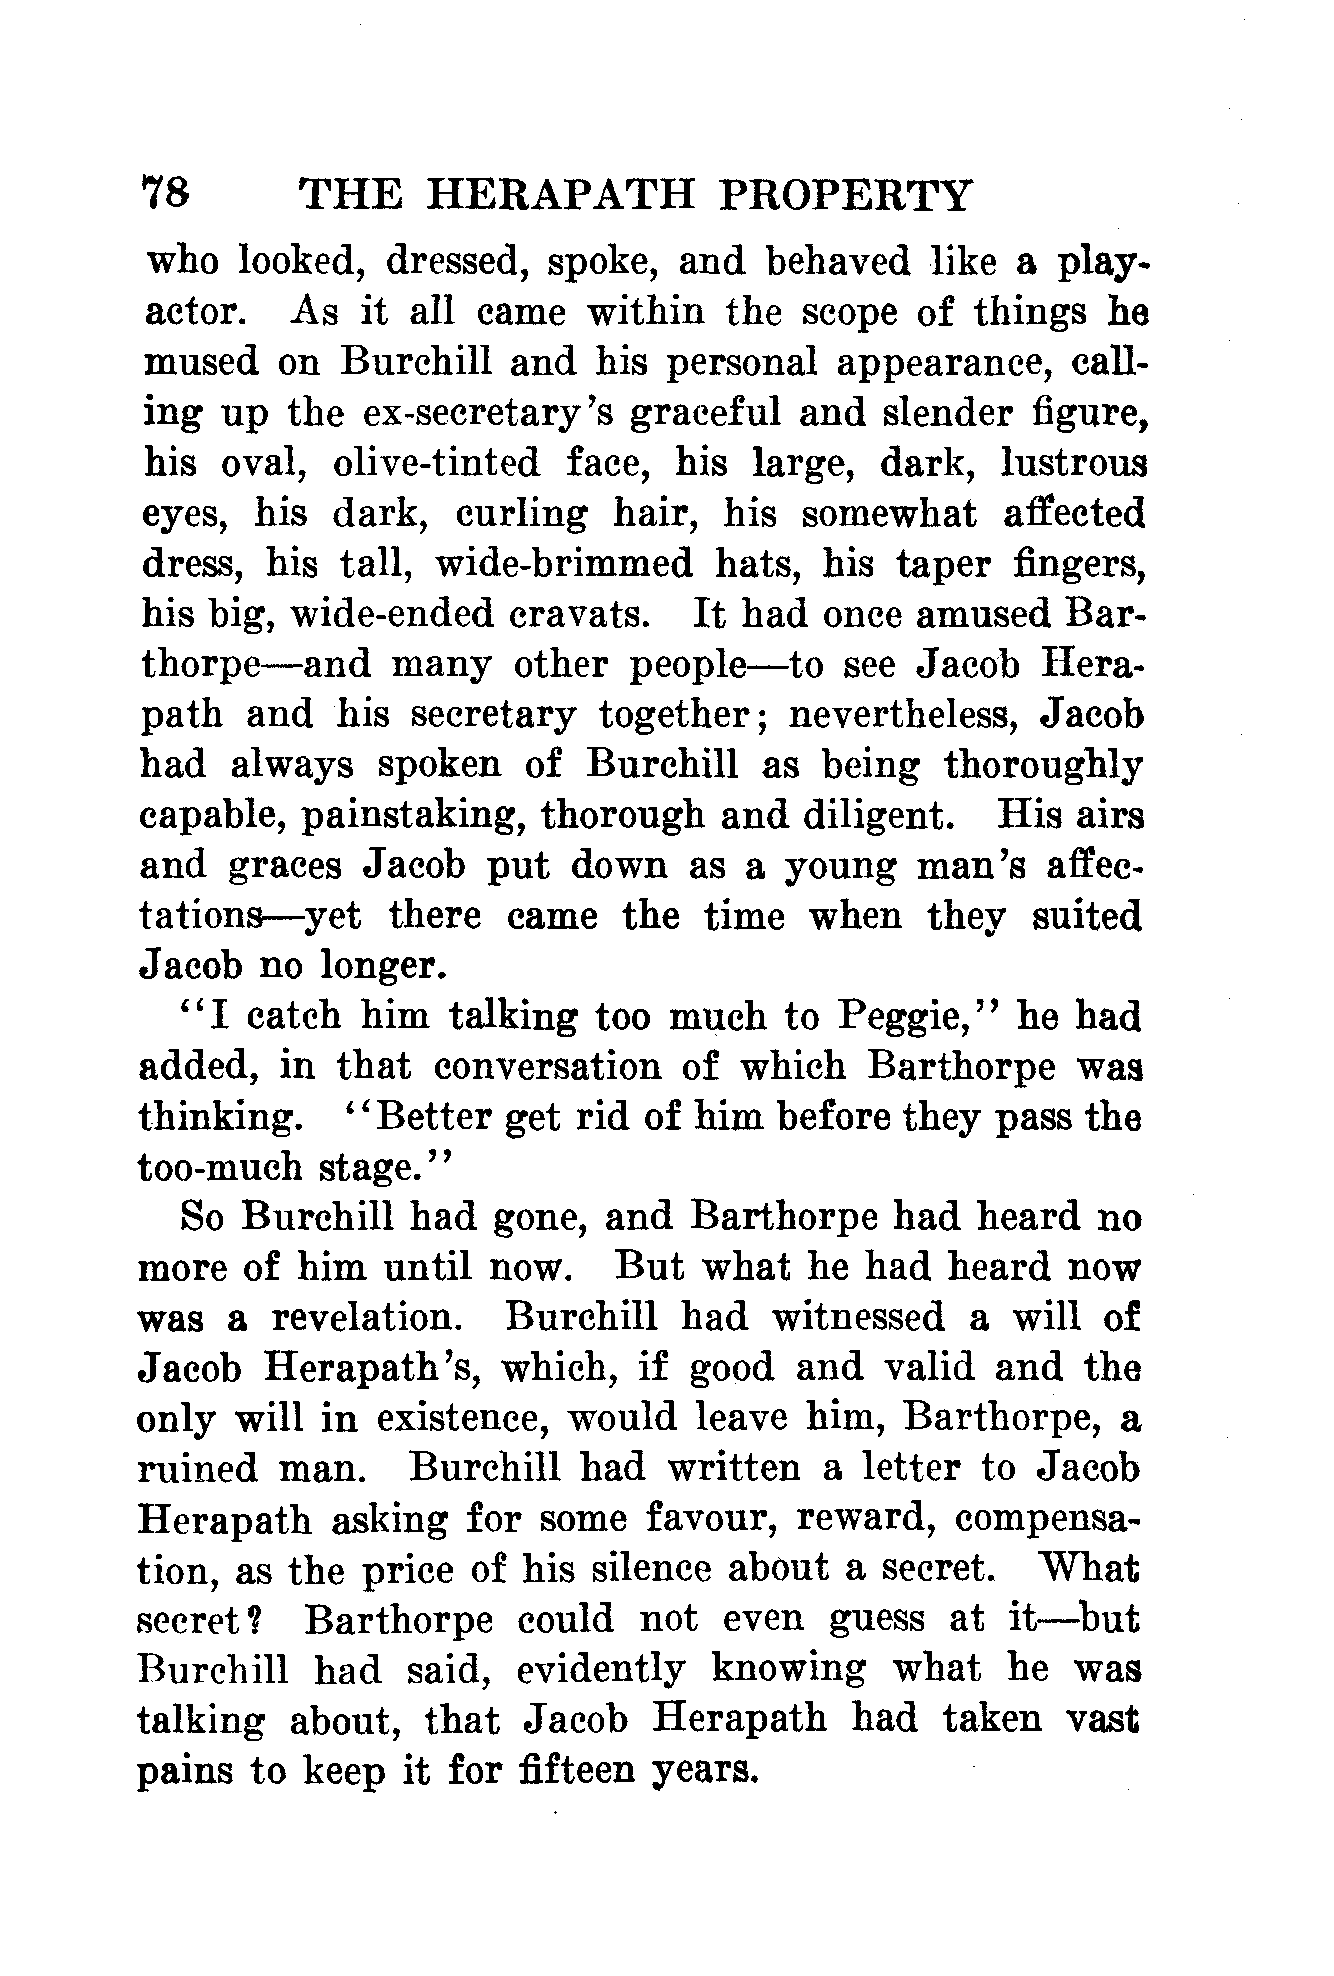 78 THE HERAPATH PROPERTY
who looked, dressed, spoke, and behaved like a play-
actor. As it all came within the scope of things he
mused on Burchill and his personal appearance, call-
ing up the ex-secretary's graceful and slender figure,
his oval, olive-tinted face, his large, dark, lustrous
eyes, his dark, curling hair, his somewhat affected
dress, his tall, wide-brimmed hats, his taper fingers,
his big, wide-ended cravats. It had once amused Bar-
thorpe—and many other people—to see Jacob Hera-
path and his secretary together; nevertheless, Jacob
had always spoken of Burchill as being thoroughly
capable, painstaking, thorough and diligent. His airs
and graces Jacob put down as a young man's affec-
tations—yet there came the time when they suited
Jacob no longer.
"I catch him talking too much to Peggie," he had
added, in that conversation of which Barthorpe was
thinking. "Better get rid of him before they pass the
too-much stage."
So Burchill had gone, and Barthorpe had heard no
more of him until now. But what he had heard now
was a revelation. Burchill had witnessed a will of
Jacob Herapath's, which, if good and valid and the
only will in existence, would leave him, Barthorpe, a
ruined man. Burchill had written a letter to Jacob
Herapath asking for some favour, reward, compensa-
tion, as the price of his silence about a secret. What
secret? Barthorpe could not even guess at it—but
Burchill had said, evidently knowing what he was
talking about, that Jacob Herapath had taken vast
pains to keep it for fifteen years.